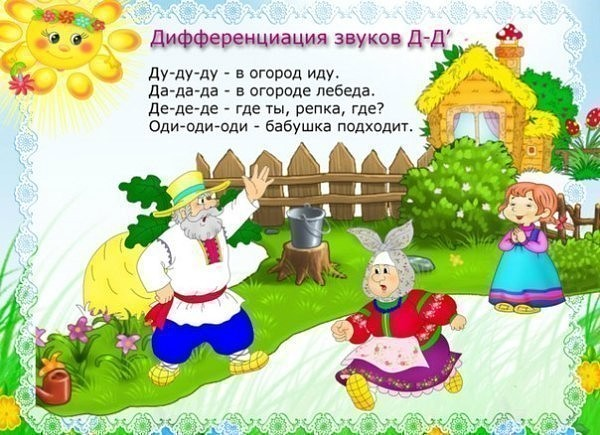 Дифференциация звуков Д-Д’
Ду-ду-ду - в огород иду.
Да-да-да - в огороде лебеда.
Де-де-де - где ты, репка, где?
Оди-оди-оди - бабушка подходит.